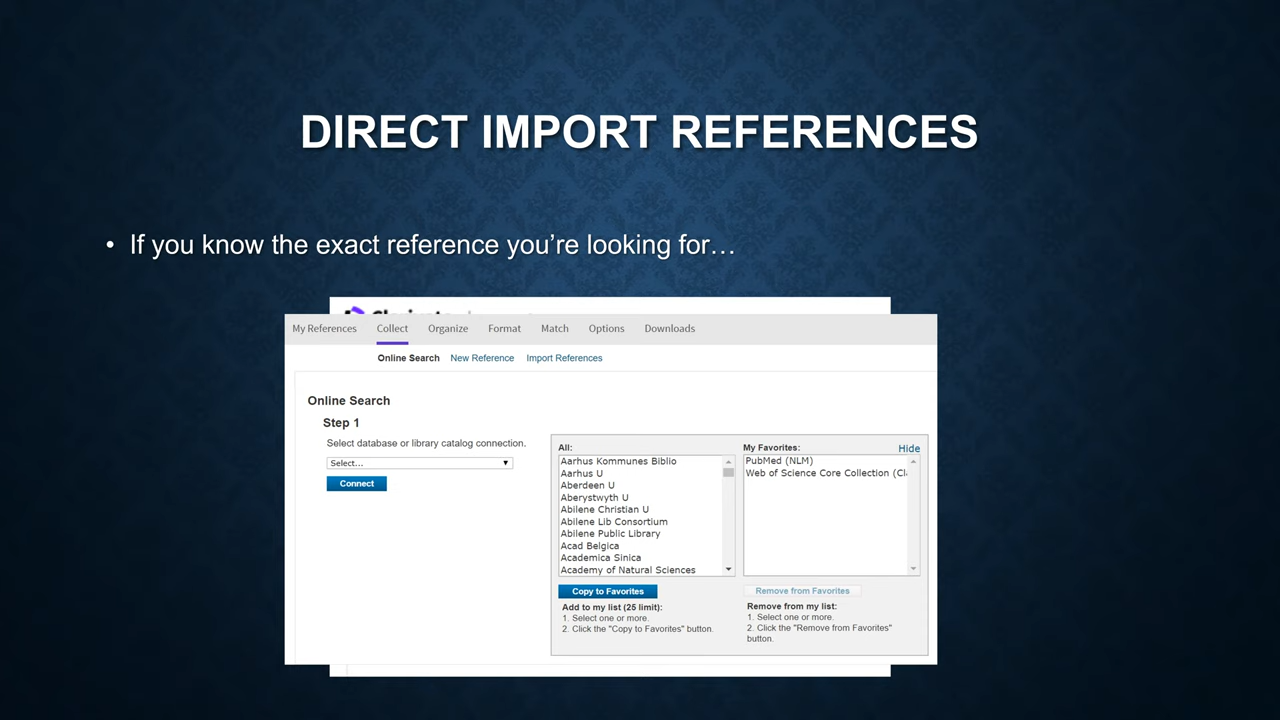 DIRECT IMPORT REFERENCES
• If you know the exact reference you’re looking for…
My References Collect Organize Format Match Options Downloads
Online Search New Reference Import References
Online Search
Step 1
Select database or library catalog connection.
Select...
Connect
All:
Aarhus Kommunes Biblio
Aarhus U
Aberdeen U
Aberystwyth U
Abilene Christian U
Abilene Lib Consortium
Abilene Public Library
Acad Belgica
Academica Sinica
Academy of Natural Sciences
Copy to Favorites
Add to my list (25 limit):
1. Select one or more.
2. Click the "Copy to Favorites" button.
My Favorites:
Hide
PubMed (NLM)
Web of Science Core Collection (Cl
Remove from Favorites
Remove from my list:
1. Select one or more.
2. Click the "Remove from Favorites"
button.